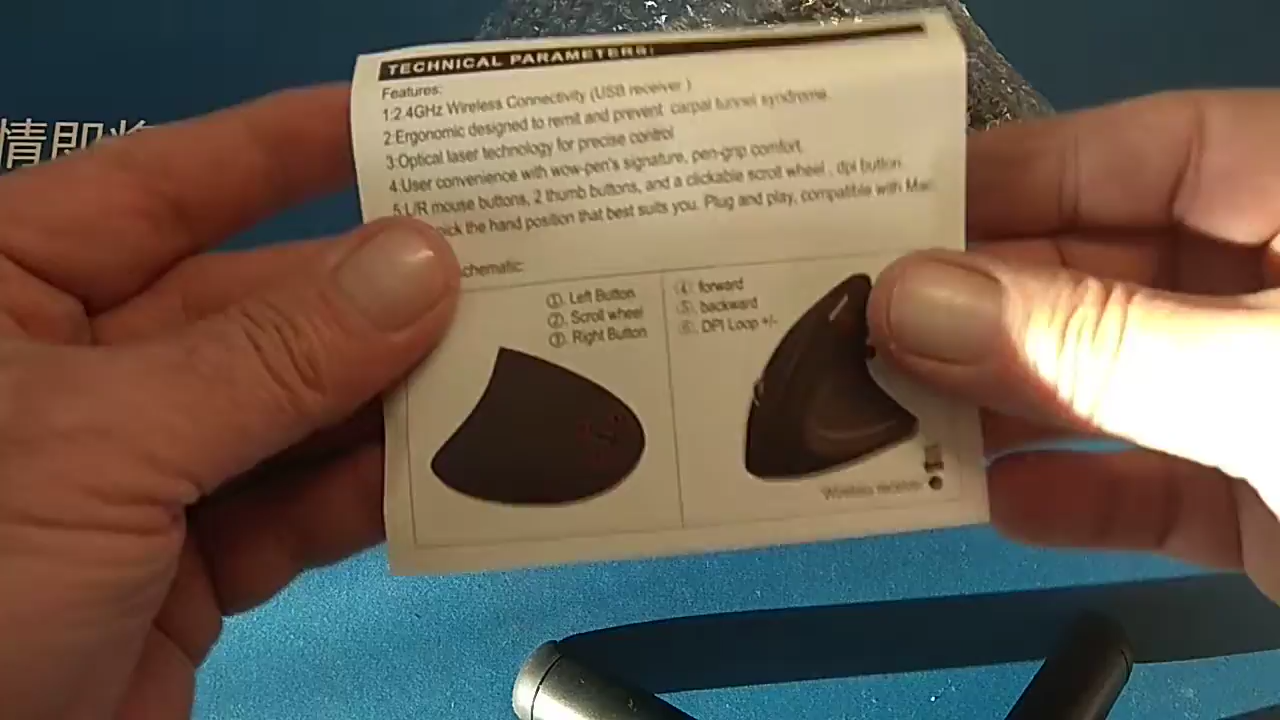 情即将
TECHNICAL PARAMETERS:
Features:
1:2.4GHz Wireless Connectivity (USB receiver )
2:Ergonomic designed to remit and prevent carpal tunnel syndrome.
3:Optical laser technology for precise control
4:User convenience with wow-pen's signature, pen-grip comfort.
5:L/R mouse buttons, 2 thumb buttons, and a clickable scroll wheel , dpi button.
pick the hand position that best suits you. Plug and play, compatible with Mac
chematic:
①. Left Button
②. Scroll wheel
③. Right Button
④. forward
⑤. backward
⑥. DPI Loop +/-
Wireless receiver